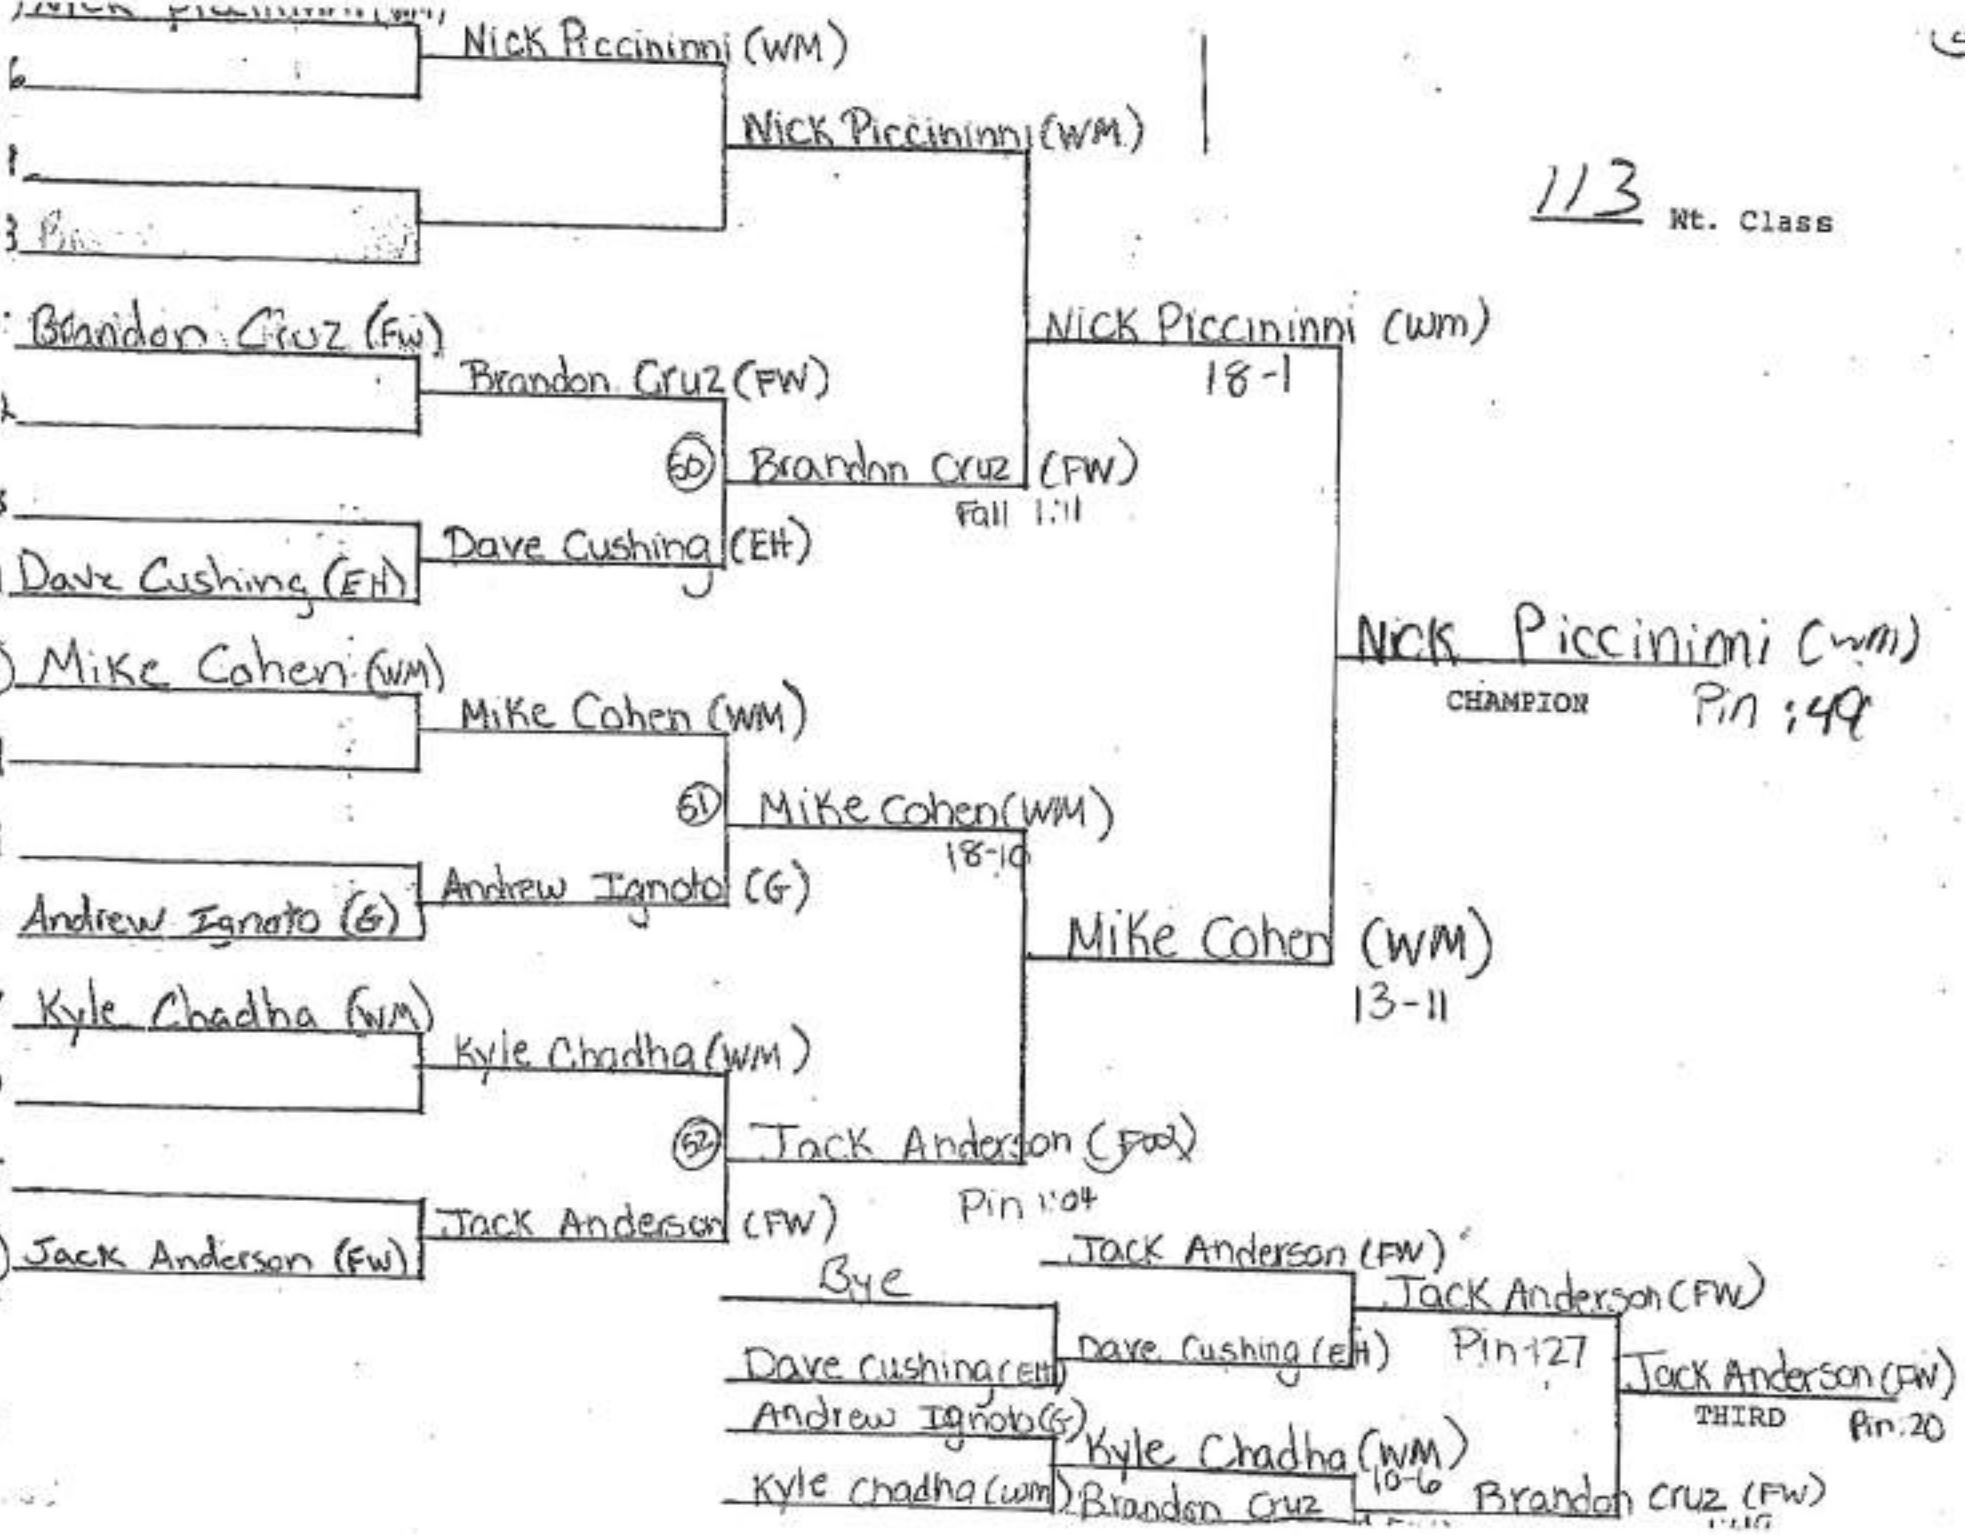 Nick Piccininni (WM)
Nick Piccininni (WM)
6
Nick Piccininni (WM)
113 Wt. Class
3
Brandon Cruz (FW)
Nick Piccininni (WM)
18-1
Brandon Cruz (FW)
50
Brandon Cruz (FW)
Fall 1:11
Dave Cushing (EH)
Dave Cushing (EH)
Nick Piccinimi (WM)
CHAMPION Pin :49
Mike Cohen (WM)
Mike Cohen (WM)
51
Mike Cohen (WM)
18-10
Andrew Ignoto (G)
Andrew Ignoto (G)
Mike Cohen (WM)
13-11
Kyle Chadha (WM)
Kyle Chadha (WM)
52
Jack Anderson
Pin 1:04
Jack Anderson (FW)
Jack Anderson (FW)
Jack Anderson (FW)
Bye
Jack Anderson (FW)
Pin :27
Dave Cushing (EH)
Dave Cushing (EH)
Jack Anderson (FW)
THIRD Pin :20
Andrew Ignoto (G)
Kyle Chadha (WM)
10-6
Kyle Chadha (WM)
Brandon Cruz
Brandon Cruz (FW)